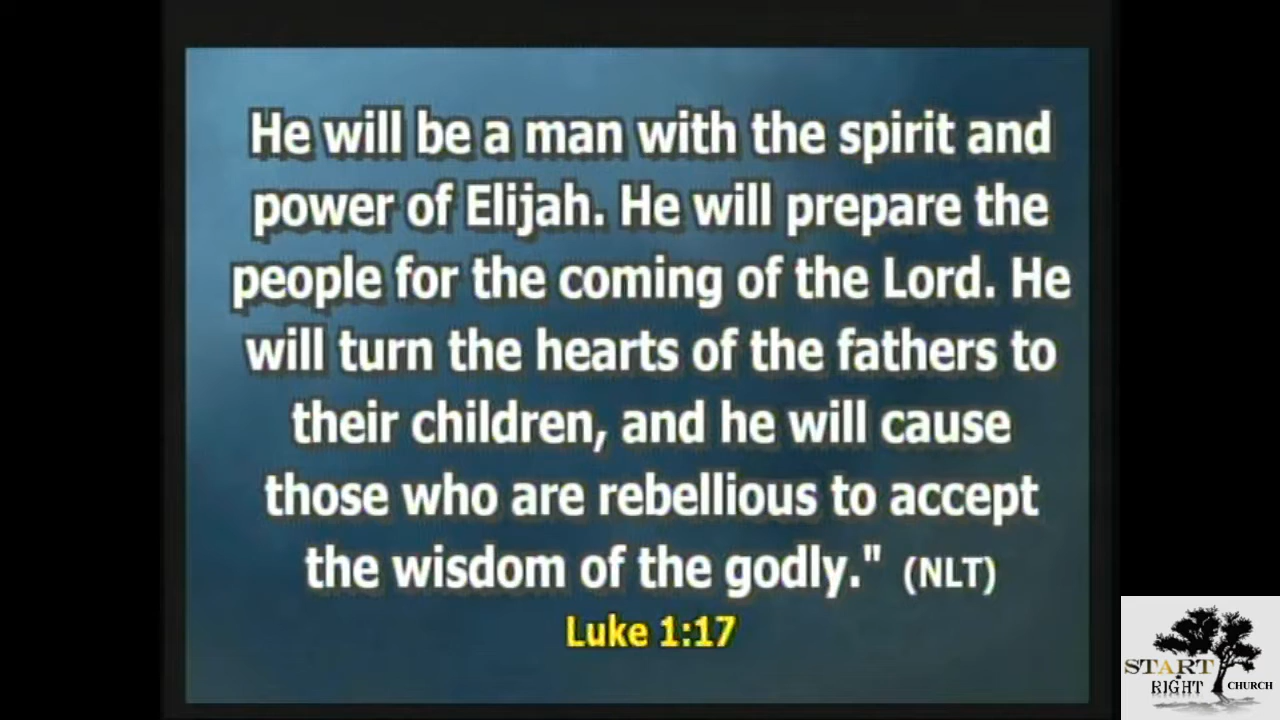 He will be a man with the spirit and
power of Elijah. He will prepare the
people for the coming of the Lord. He
will turn the hearts of the fathers to
their children, and he will cause
those who are rebellious to accept
the wisdom of the godly." (NLT)
Luke 1:17
START
RIGHT CHURCH